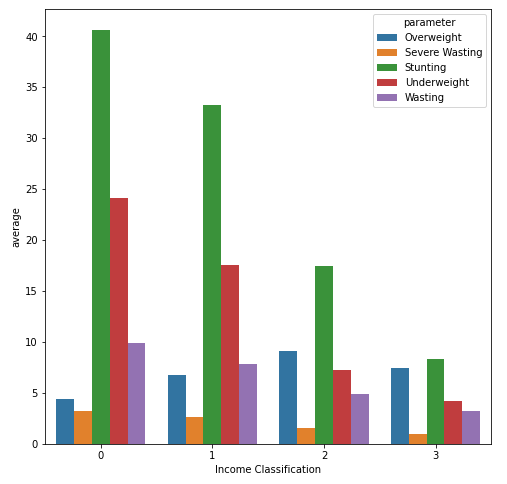 parameter
Overweight
Severe Wasting
Stunting
Underweight
Wasting
40
35
30
25
20
15
10
5
0
average
0 1 2 3
Income Classification